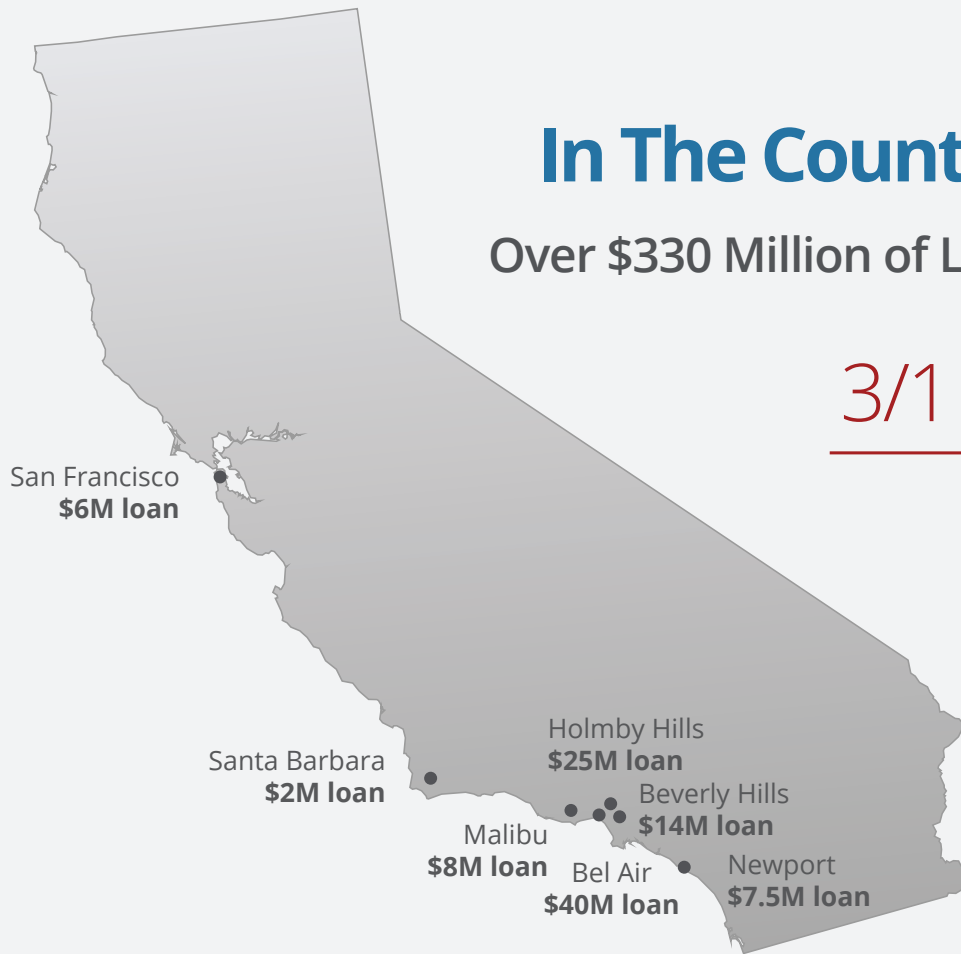 In The Count
Over $330 Million of L
3/1
San Francisco
$6M loan
Santa Barbara
$2M loan
Holmby Hills
$25M loan
Beverly Hills
$14M loan
Malibu
$8M loan
Bel Air
$40M loan
Newport
$7.5M loan